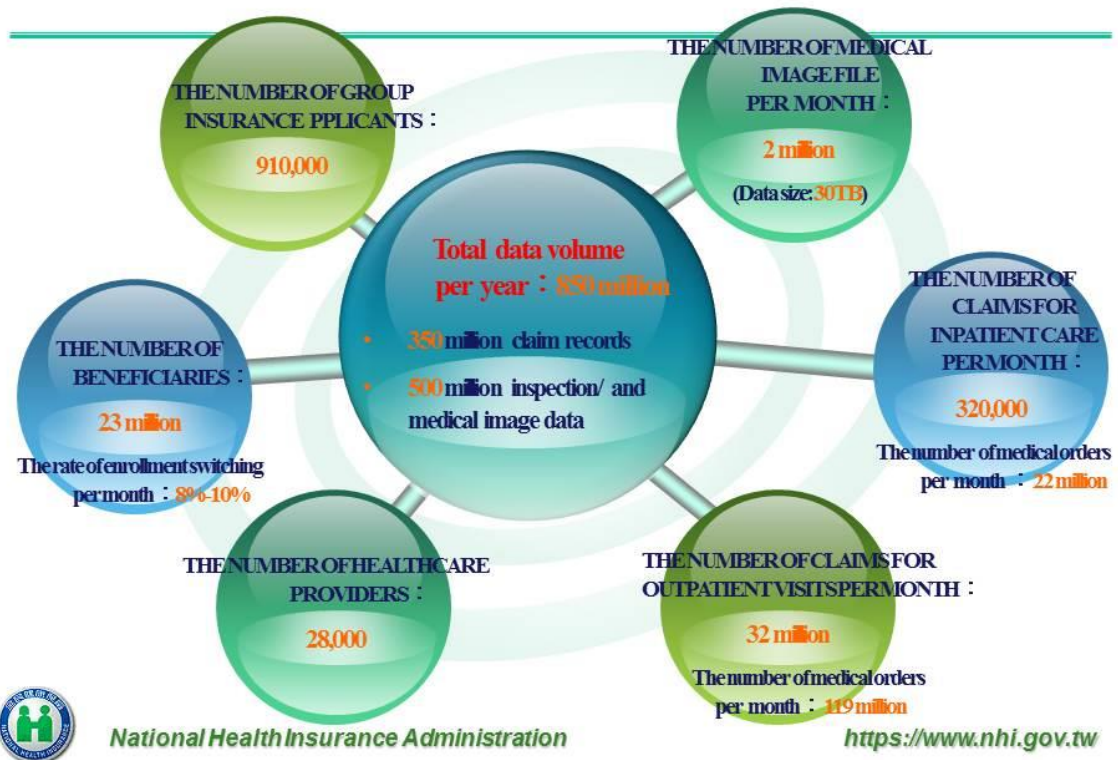 THE NUMBER OF GROUP
INSURANCE PPLICANTS：
910,000
THE NUMBER OF MEDICAL
IMAGE FILE
PER MONTH：
2 million
(Data size: 30TB)
Total data volume
per year：850 million
• 350 million claim records
• 500 million inspection/ and
medical image data
THE NUMBER OF
BENEFICIARIES：
23 million
The rate of enrollment switching
per month：8%-10%
THE NUMBER OF
CLAIMS FOR
INPATIENT CARE
PER MONTH：
320,000
The number of medical orders
per month ：22 million
THE NUMBER OF HEALTHCARE
PROVIDERS：
28,000
THE NUMBER OF CLAIMS FOR
OUTPATIENT VISITS PER MONTH：
32 million
The number of medical orders
per month：119 million
NATIONAL HEALTH INSURANCE
National Health Insurance Administration
https://www.nhi.gov.tw